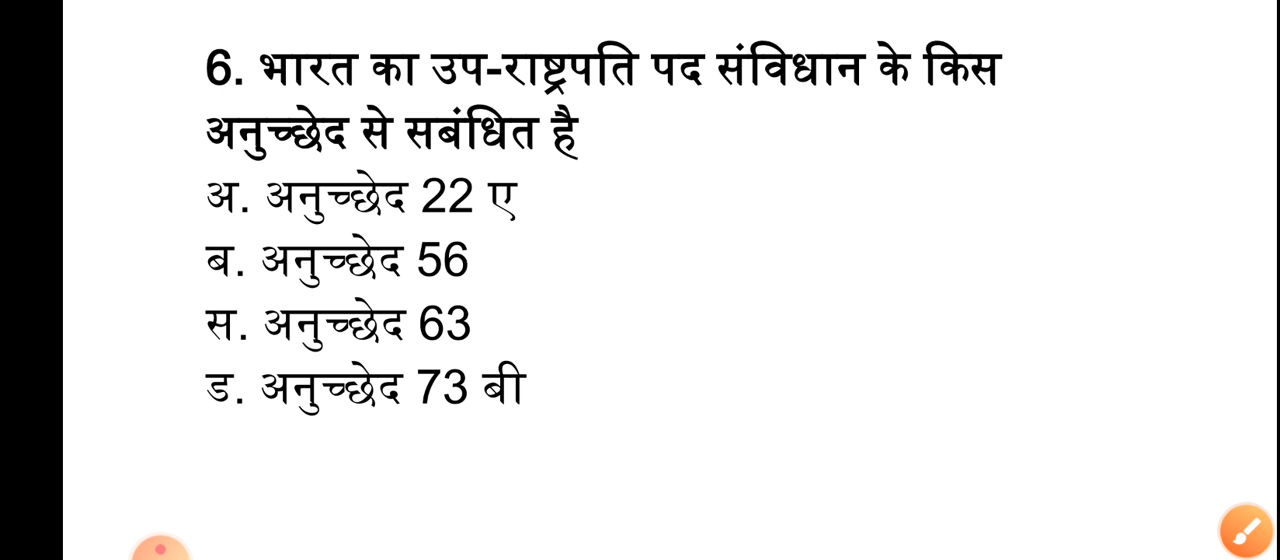 6. भारत का उप-राष्ट्रपति पद संविधान के किस
अनुच्छेद से सबंधित है
अ. अनुच्छेद 22 ए
ब. अनुच्छेद 56
स. अनुच्छेद 63
ड. अनुच्छेद 73 बी